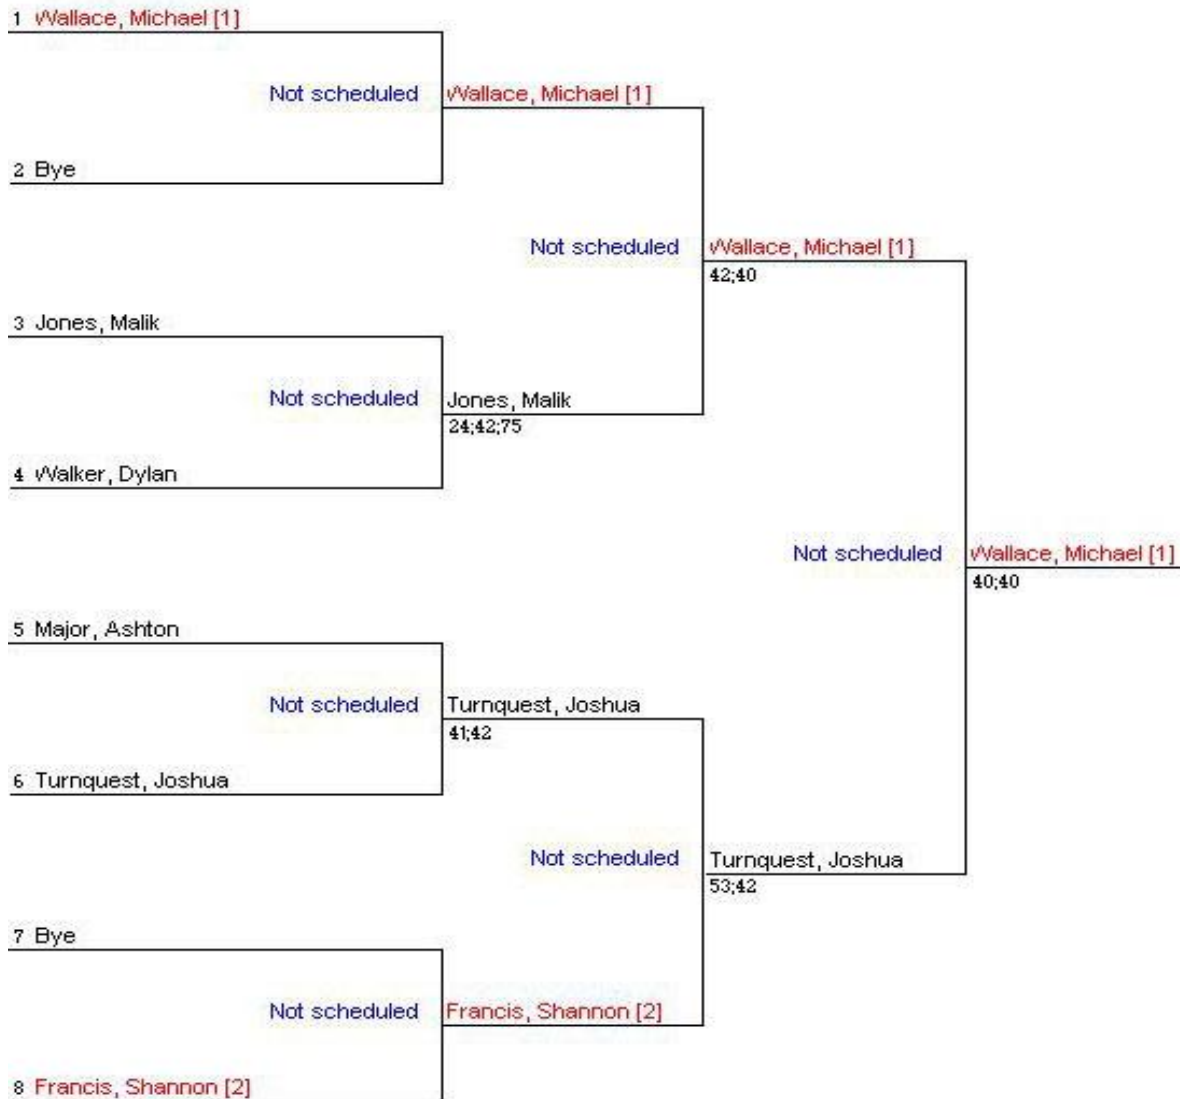 1 Wallace, Michael [1]
Not scheduled
Wallace, Michael [1]
2 Bye
Not scheduled
Wallace, Michael [1]
42;40
3 Jones, Malik
Not scheduled
Jones, Malik
24;42;75
4 Walker, Dylan
Not scheduled
Wallace, Michael [1]
40;40
5 Major, Ashton
Not scheduled
Turnquest, Joshua
41;42
6 Turnquest, Joshua
Not scheduled
Turnquest, Joshua
53;42
7 Bye
Not scheduled
Francis, Shannon [2]
8 Francis, Shannon [2]